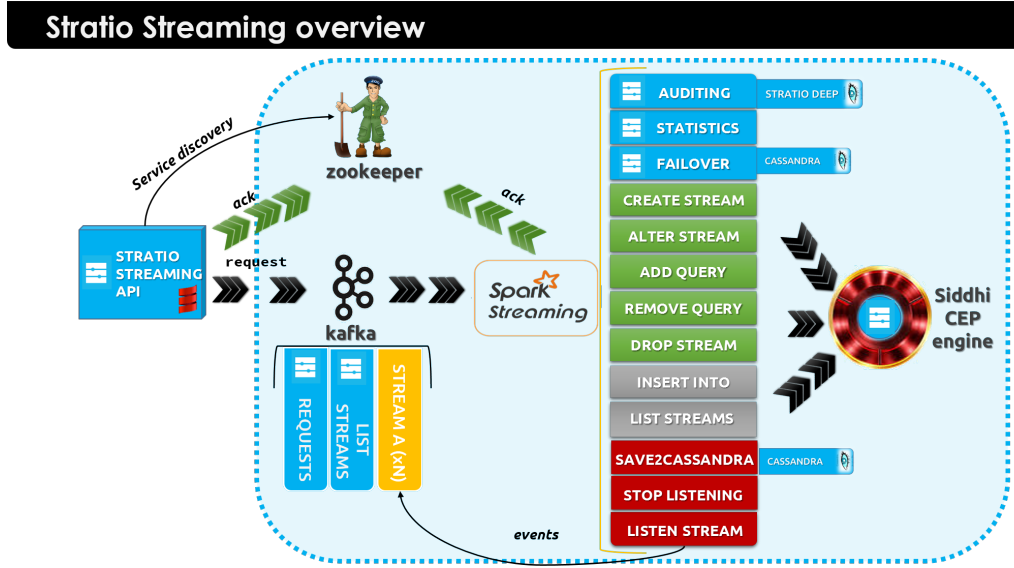 Stratio Streaming overview
Service discovery
zookeeper
ack
ack
STRATIO
STREAMING
API
request
kafka
Spark
Streaming
REQUESTS
LIST
STREAMS
STREAM A (xN)
events
AUDITING
STRATIO DEEP
STATISTICS
FAILOVER
CASSANDRA
CREATE STREAM
ALTER STREAM
ADD QUERY
REMOVE QUERY
DROP STREAM
INSERT INTO
LIST STREAMS
SAVE2CASSANDRA
CASSANDRA
STOP LISTENING
LISTEN STREAM
Siddhi
CEP
engine